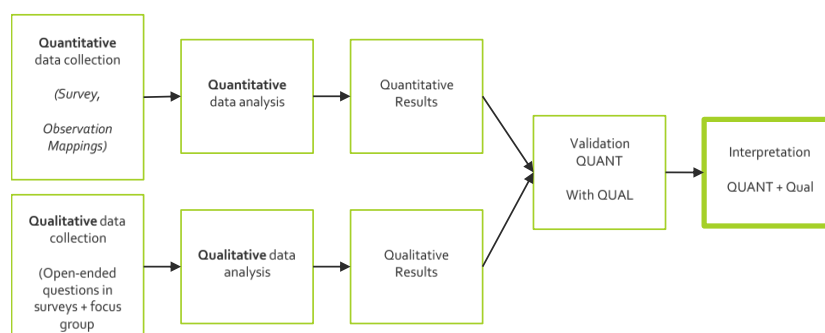 Quantitative
data collection
(Survey,
Observation
Mappings)
Quantitative
data analysis
Quantitative
Results
Validation
QUANT
With QUAL
Interpretation
QUANT + Qual
Qualitative data
collection
(Open-ended
questions in
surveys + focus
group
Qualitative data
analysis
Qualitative
Results